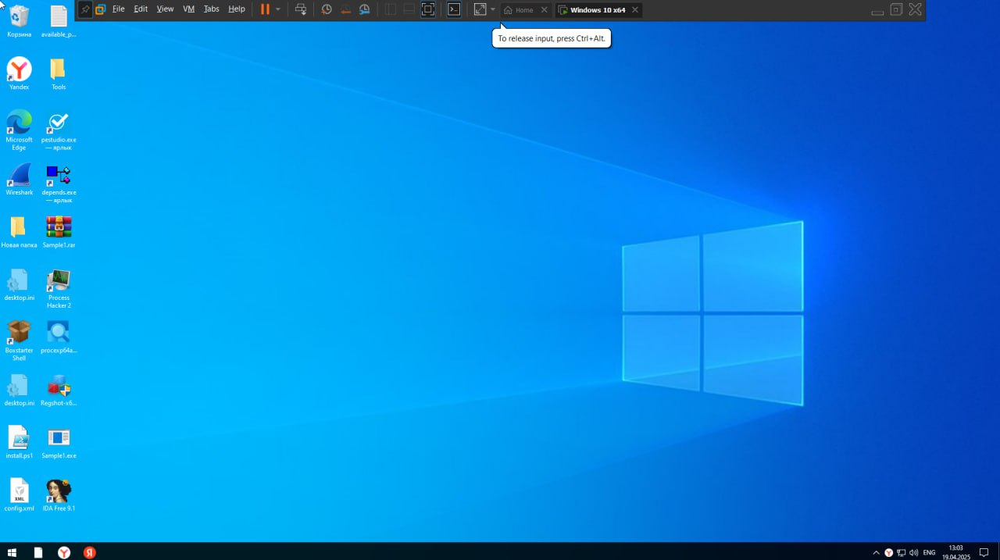 File Edit View VM Tabs Help
Home
Windows 10 x64
To release input, press Ctrl+Alt.
Корзина
available_p...
Yandex
Tools
Microsoft
Edge
pestudio.exe
— ярлык
Wireshark
depends.exe
— ярлык
Новая папка
Sample1.rar
desktop.ini
Process
Hacker 2
Boxstarter
Shell
procexp64a...
desktop.ini
Regshot-x8...
install.ps1
Sample1.exe
XML
config.xml
IDA Free 9.1
ENG
13:03
19.04.2025